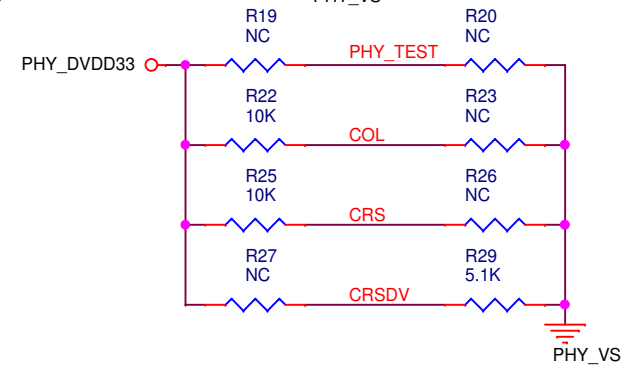 PHY_VS
R19
NC
R20
NC
PHY_DVDD33
PHY_TEST
R22
10K
R23
NC
COL
R25
10K
R26
NC
CRS
R27
NC
R29
5.1K
CRSDV
PHY_VS